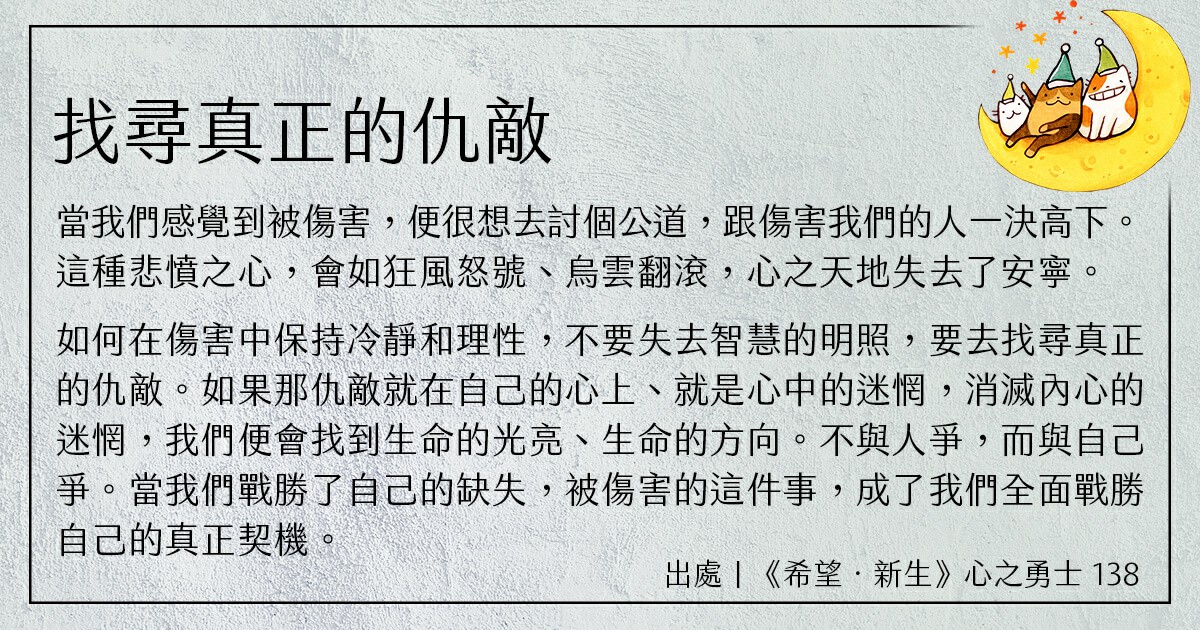 找尋真正的仇敵
當我們感覺到被傷害，便很想去討個公道，跟傷害我們的人一決高下。
這種悲憤之心，會如狂風怒號、烏雲翻滾，心之天地失去了安寧。
如何在傷害中保持冷靜和理性，不要失去智慧的明照，要去找尋真正
的仇敵。如果那仇敵就在自己的心上、就是心中的迷惘，消滅內心的
迷惘，我們便會找到生命的光亮、生命的方向。不與人爭，而與自己
爭。當我們戰勝了自己的缺失，被傷害的這件事，成了我們全面戰勝
自己的真正契機。
出處｜《希望．新生》心之勇士 138